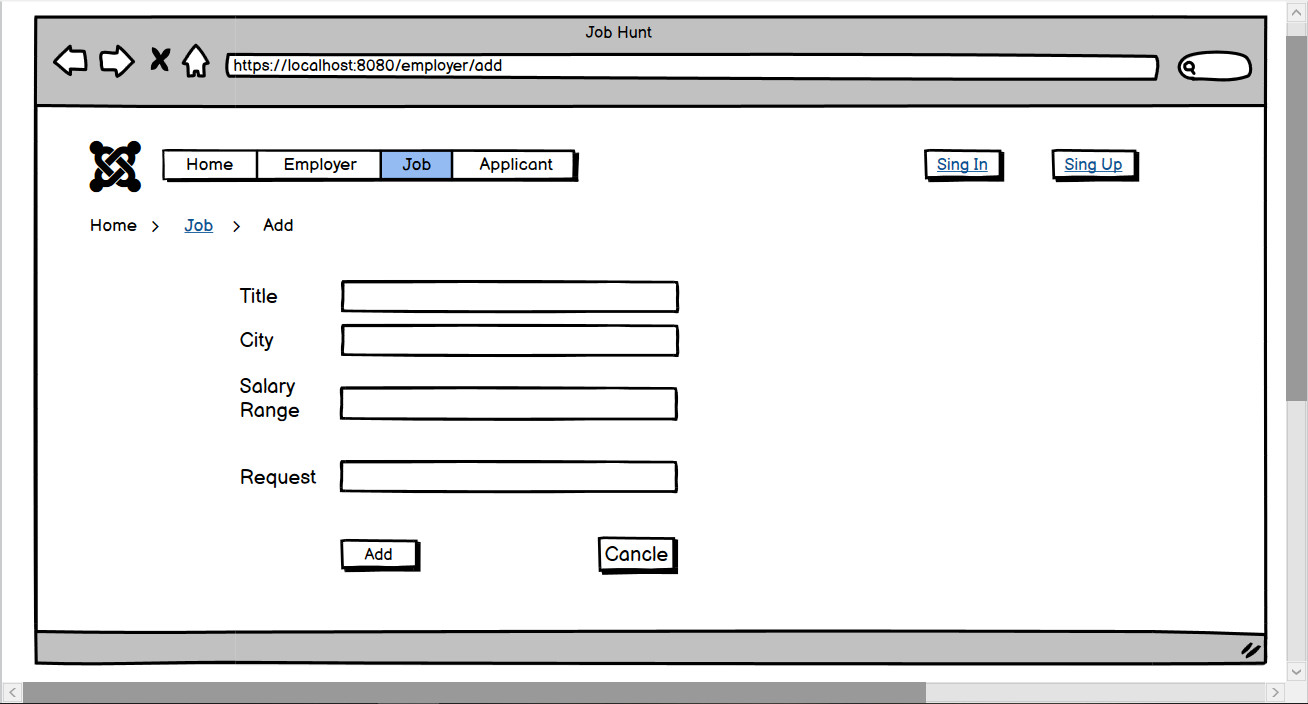 Job Hunt
https://localhost:8080/employer/add
Home Employer Job Applicant Sing In Sing Up
Home > Job > Add
Title
City
Salary
Range
Request
Add Cancle